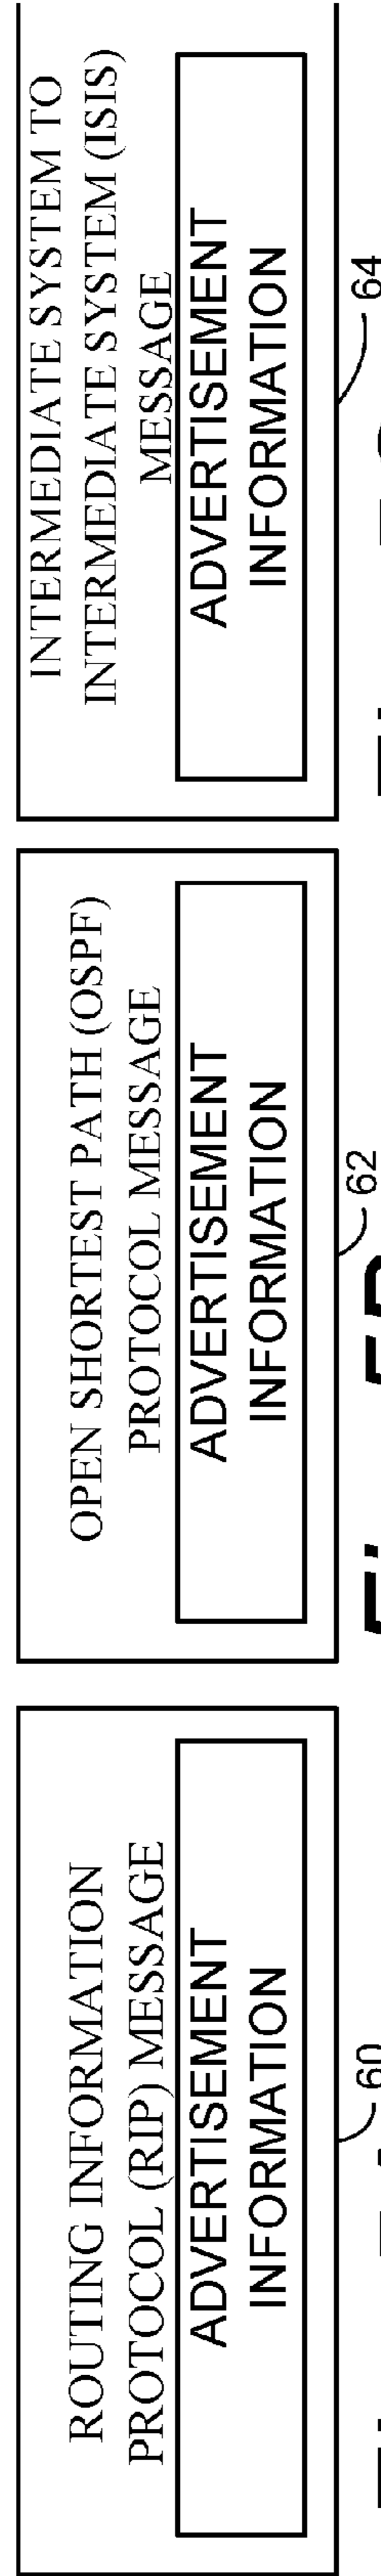 ROUTING INFORMATION
PROTOCOL (RIP) MESSAGE
ADVERTISEMENT
INFORMATION
60
OPEN SHORTEST PATH (OSPF)
PROTOCOL MESSAGE
ADVERTISEMENT
INFORMATION
62
INTERMEDIATE SYSTEM TO
INTERMEDIATE SYSTEM (ISIS)
MESSAGE
ADVERTISEMENT
INFORMATION
64